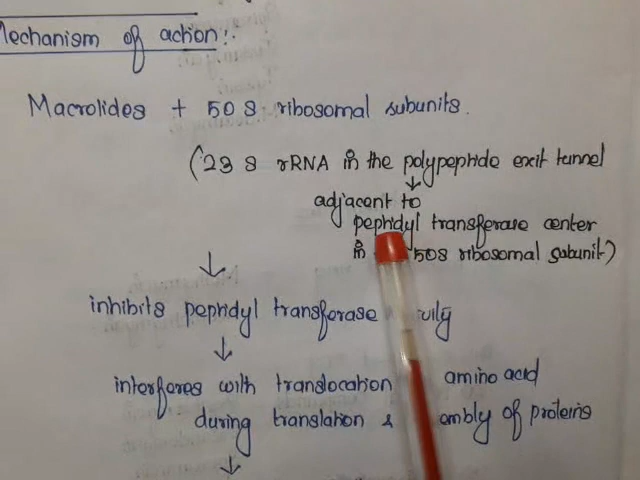 Mechanism of action:
Macrolides + 50 S ribosomal subunits.
(23 S rRNA in the polypeptide exit tunnel
↓
adjacent to
peptidyl transferase center
in 50S ribosomal subunit)
↓
inhibits peptidyl transferase
↓
interferes with translocation amino acid
during translation & of proteins
↓